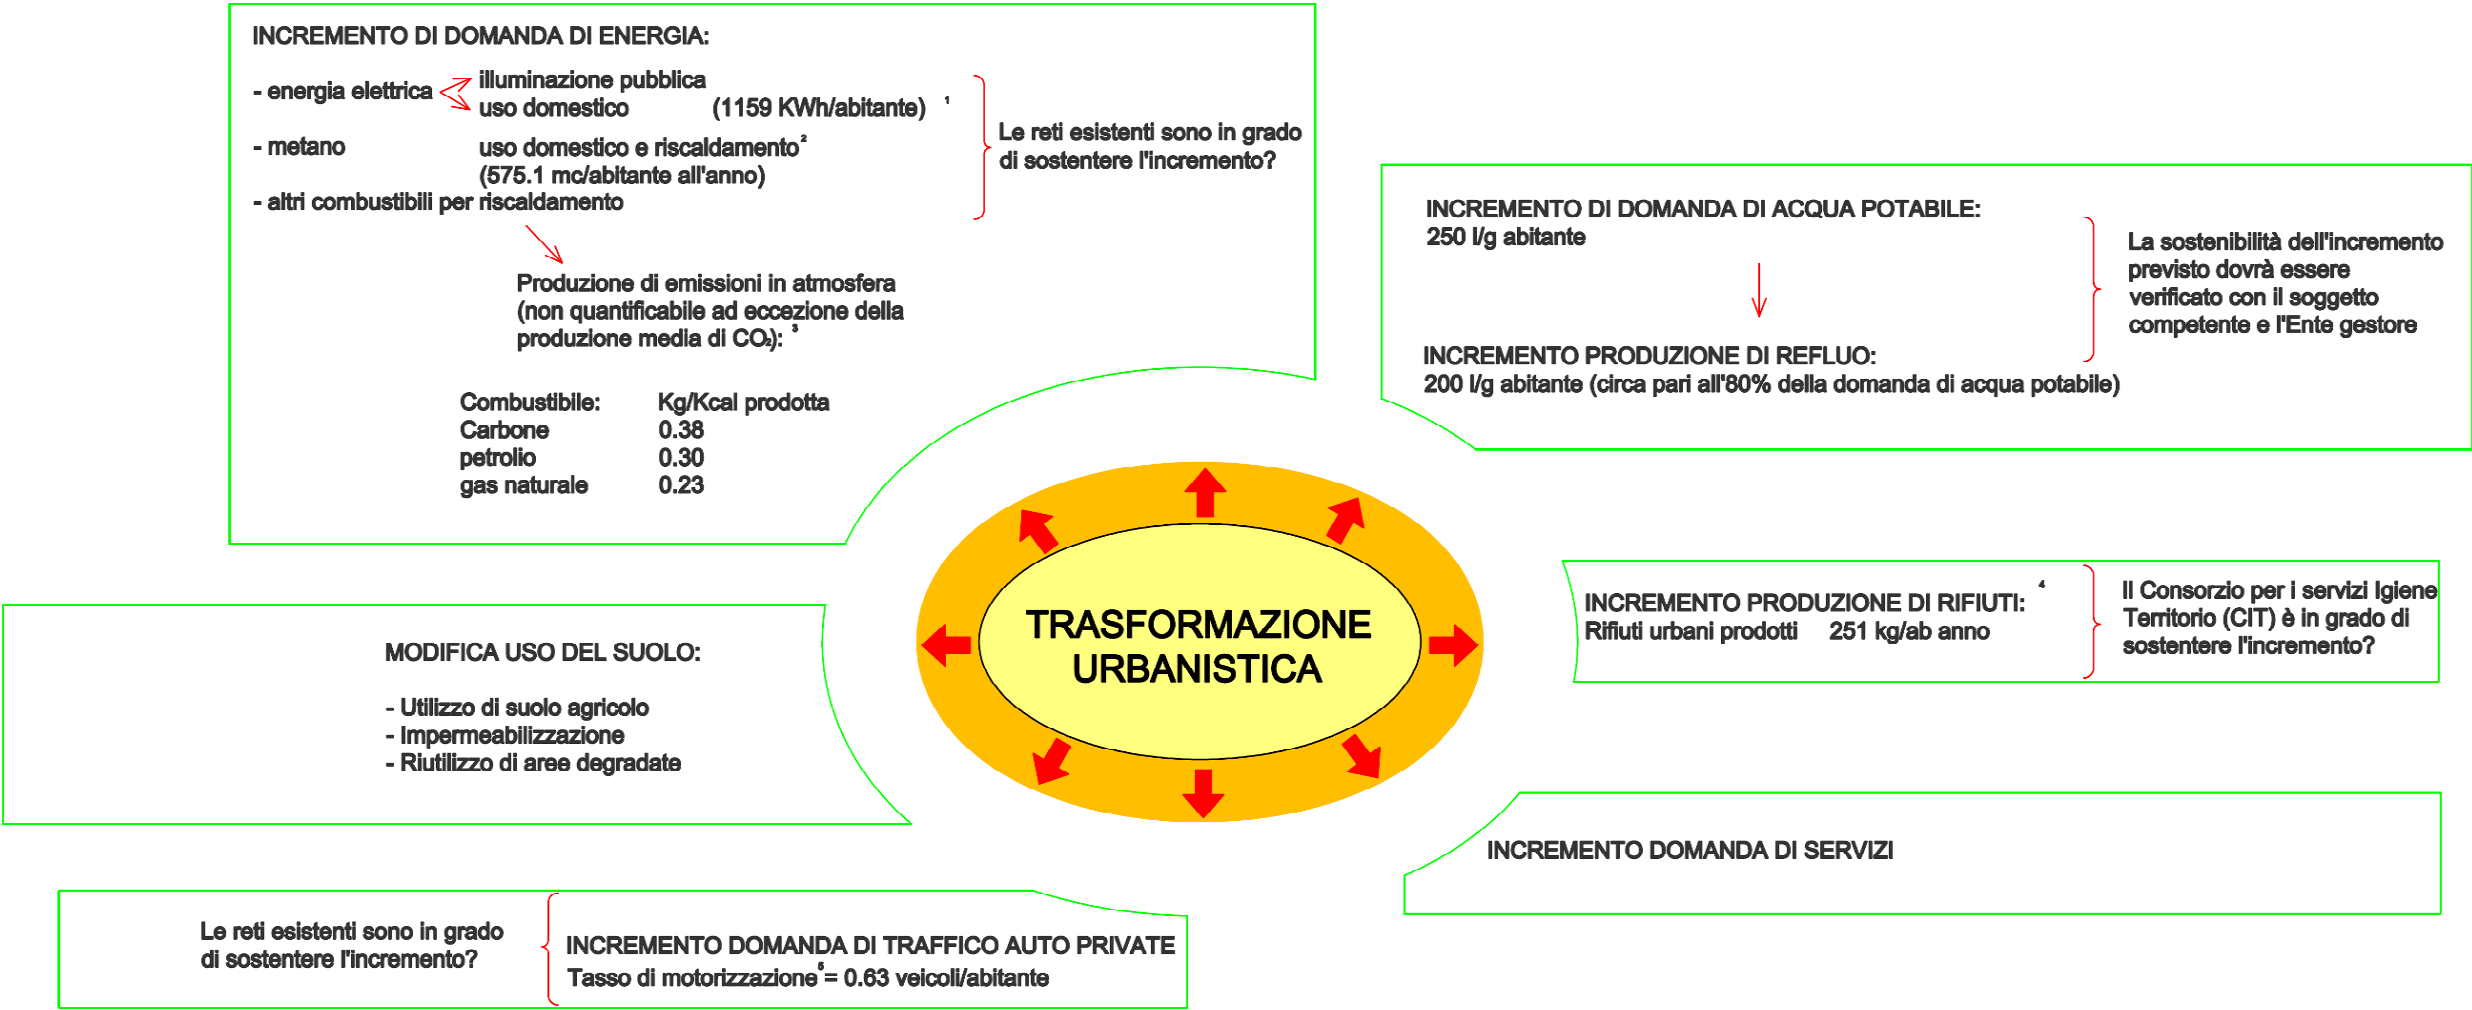 INCREMENTO DI DOMANDA DI ENERGIA:
- energia elettrica
illuminazione pubblica
uso domestico (1159 KWh/abitante) 1
- metano uso domestico e riscaldamento2
(575.1 mc/abitante all'anno)
- altri combustibili per riscaldamento
Le reti esistenti sono in grado
di sostentere l'incremento?
Produzione di emissioni in atmosfera
(non quantificabile ad eccezione della
produzione media di CO2): 3
Combustibile: Kg/Kcal prodotta
Carbone 0.38
petrolio 0.30
gas naturale 0.23
INCREMENTO DI DOMANDA DI ACQUA POTABILE:
250 l/g abitante
INCREMENTO PRODUZIONE DI REFLUO:
200 l/g abitante (circa pari all'80% della domanda di acqua potabile)
La sostenibilità dell'incremento
previsto dovrà essere
verificato con il soggetto
competente e l'Ente gestore
TRASFORMAZIONE
URBANISTICA
INCREMENTO PRODUZIONE DI RIFIUTI: 4
Rifiuti urbani prodotti 251 kg/ab anno
Il Consorzio per i servizi Igiene
Territorio (CIT) è in grado di
sostentere l'incremento?
MODIFICA USO DEL SUOLO:
- Utilizzo di suolo agricolo
- Impermeabilizzazione
- Riutilizzo di aree degradate
INCREMENTO DOMANDA DI SERVIZI
Le reti esistenti sono in grado
di sostentere l'incremento?
INCREMENTO DOMANDA DI TRAFFICO AUTO PRIVATE
Tasso di motorizzazione5= 0.63 veicoli/abitante